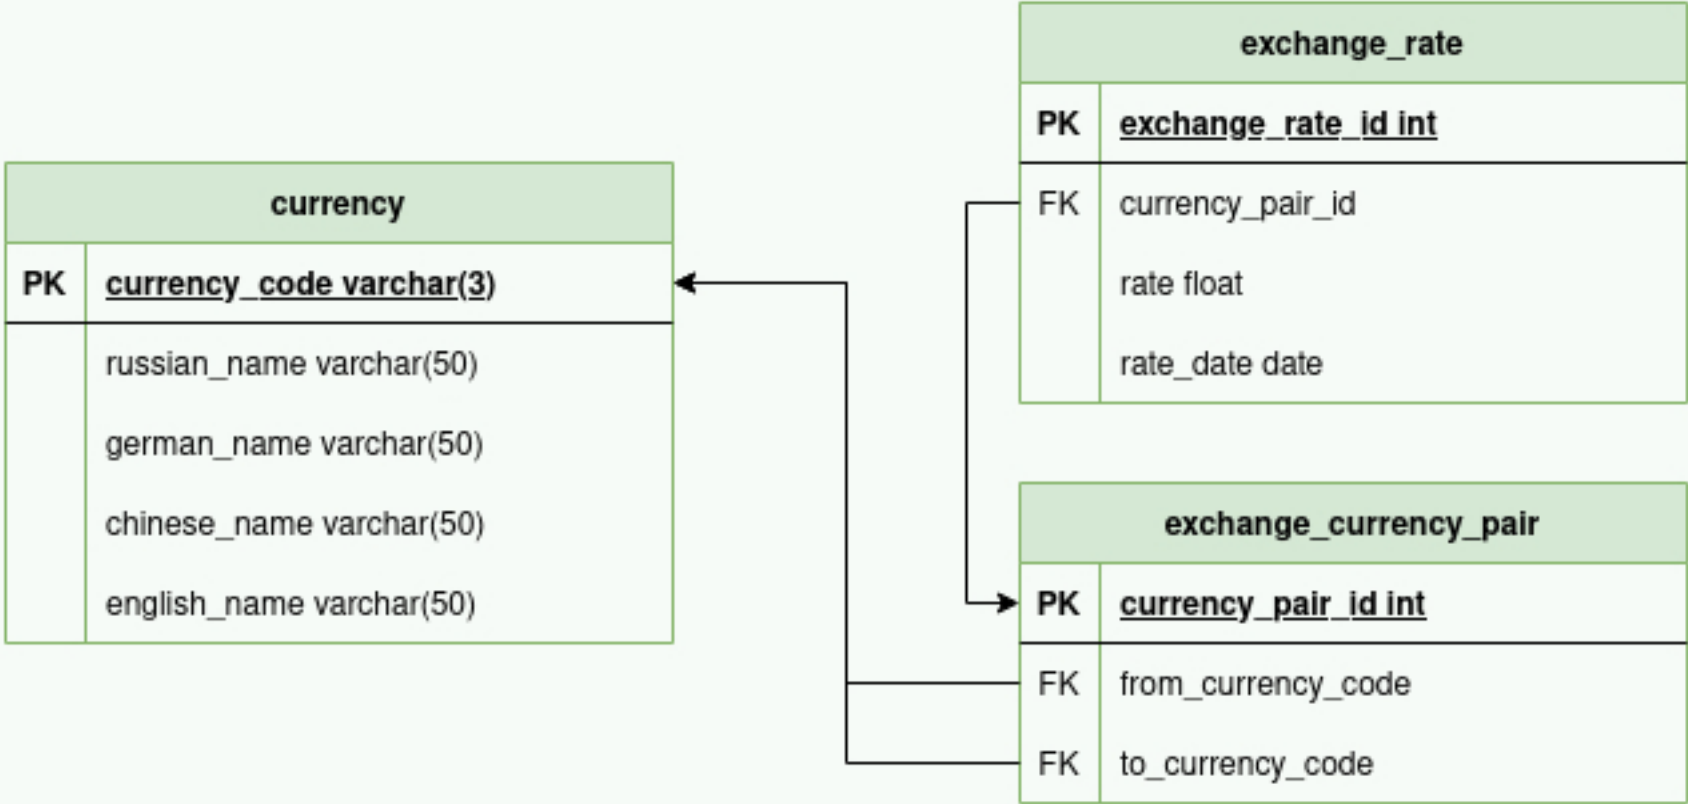 currency
PK currency_code varchar(3)
russian_name varchar(50)
german_name varchar(50)
chinese_name varchar(50)
english_name varchar(50)
exchange_rate
PK exchange_rate_id int
FK currency_pair_id
rate float
rate_date date
exchange_currency_pair
PK currency_pair_id int
FK from_currency_code
FK to_currency_code